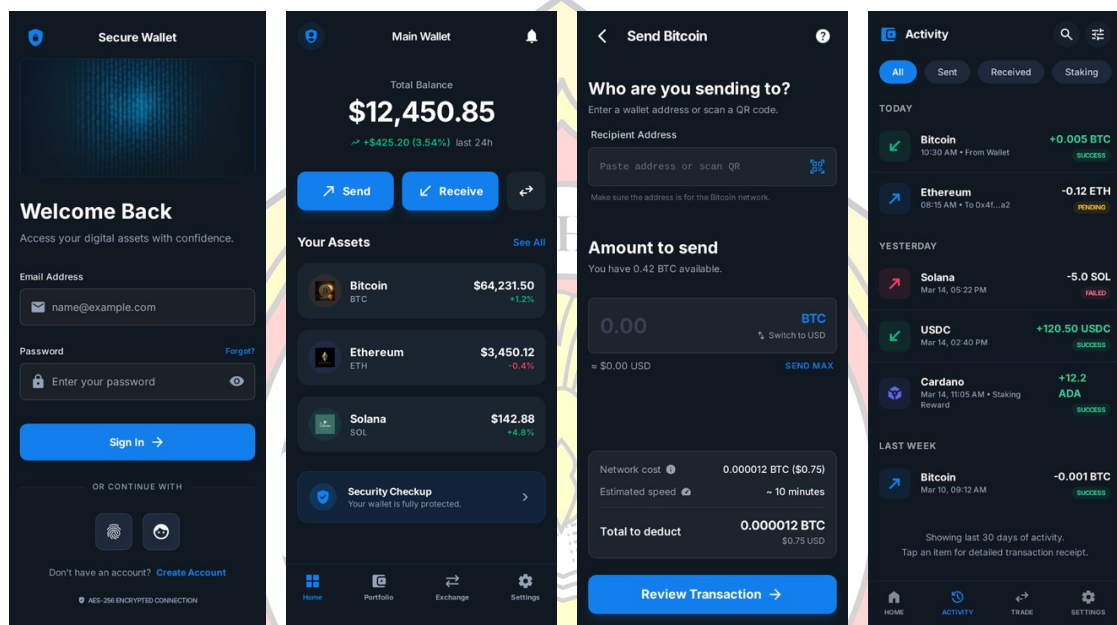 Secure Wallet
Welcome Back
Access your digital assets with confidence.
Email Address
name@example.com
Password
Forgot?
Enter your password
Sign In →
OR CONTINUE WITH
Don't have an account? Create Account
AES-256 ENCRYPTED CONNECTION
Main Wallet
Total Balance
$12,450.85
+$425.20 (3.54%) last 24h
Send
Receive
Your Assets
See All
Bitcoin
$64,231.50
BTC
+1.2%
Ethereum
$3,450.12
ETH
-0.4%
Solana
$142.88
SOL
+4.8%
Security Checkup
Your wallet is fully protected.
Home
Portfolio
Exchange
Settings
Send Bitcoin
Who are you sending to?
Enter a wallet address or scan a QR code.
Recipient Address
Paste address or scan QR
Make sure the address is for the Bitcoin network.
Amount to send
You have 0.42 BTC available.
0.00
BTC
Switch to USD
≈ $0.00 USD
SEND MAX
Network cost
0.000012 BTC ($0.75)
Estimated speed
~ 10 minutes
Total to deduct
0.000012 BTC
$0.75 USD
Review Transaction →
Activity
All
Sent
Received
Staking
TODAY
Bitcoin
+0.005 BTC
10:30 AM • From Wallet
SUCCESS
Ethereum
-0.12 ETH
08:15 AM • To 0x4f...a2
PENDING
YESTERDAY
Solana
-5.0 SOL
Mar 14, 05:22 PM
FAILED
USDC
+120.50 USDC
Mar 14, 02:40 PM
SUCCESS
Cardano
+12.2
ADA
Mar 14, 11:05 AM • Staking
Reward
SUCCESS
LAST WEEK
Bitcoin
-0.001 BTC
Mar 10, 09:12 AM
SUCCESS
Showing last 30 days of activity.
Tap an item for detailed transaction receipt.
HOME
ACTIVITY
TRADE
SETTINGS